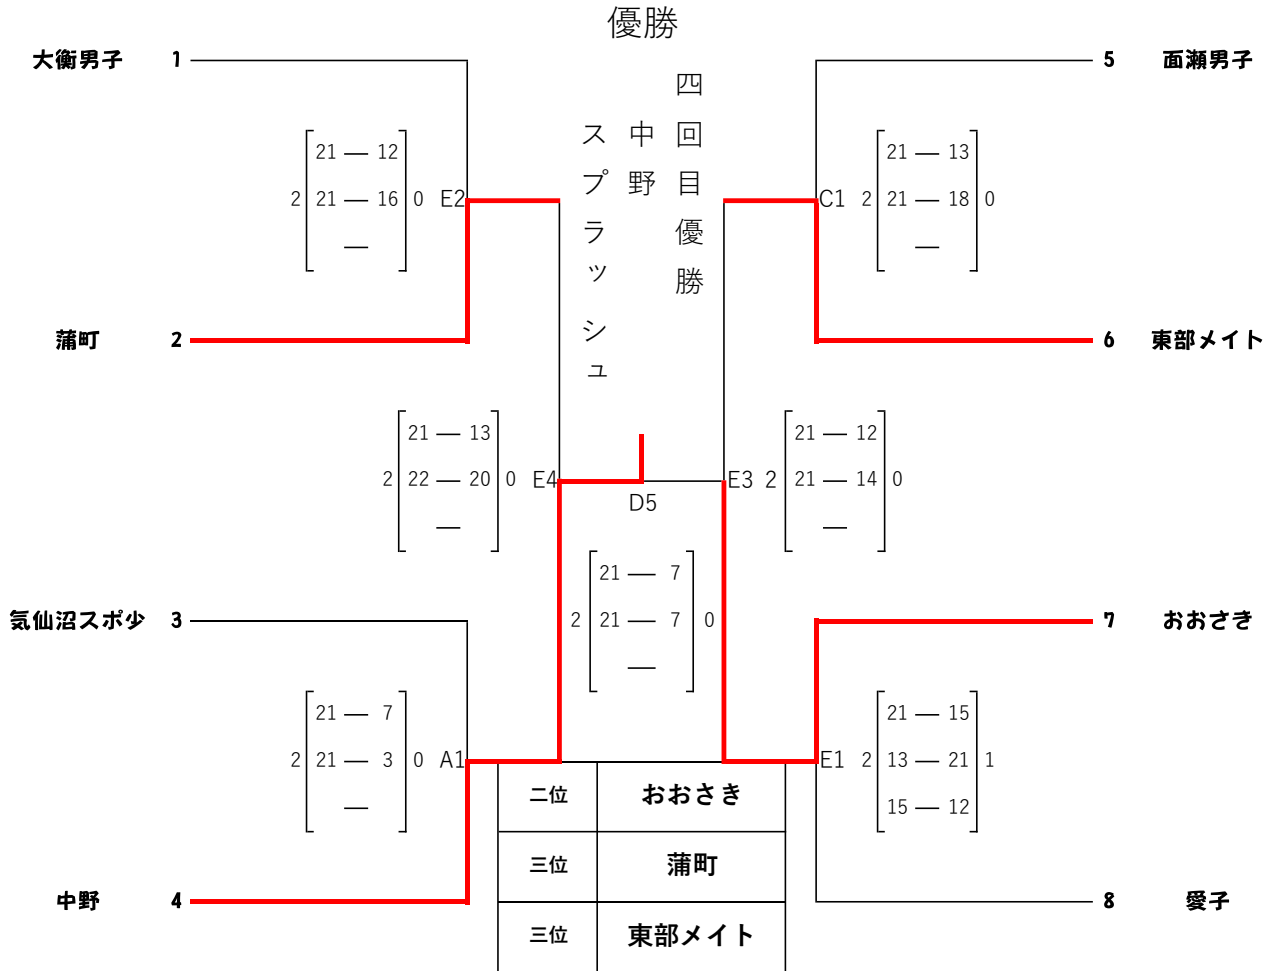 優勝
四回目優勝
中野
スプラッシュ
大衡男子 1
5 面瀬男子
21 — 12
2 21 — 16 0 E2
—
21 — 13
C1 2 21 — 18 0
—
蒲町 2
6 東部メイト
21 — 13
2 22 — 20 0 E4
—
21 — 12
E3 2 21 — 14 0
—
D5
21 — 7
2 21 — 7 0
—
気仙沼スポ少 3
7 おおさき
21 — 7
2 21 — 3 0 A1
—
21 — 15
E1 2 13 — 21 1
15 — 12
中野 4
8 愛子
二位 おおさき
三位 蒲町
三位 東部メイト